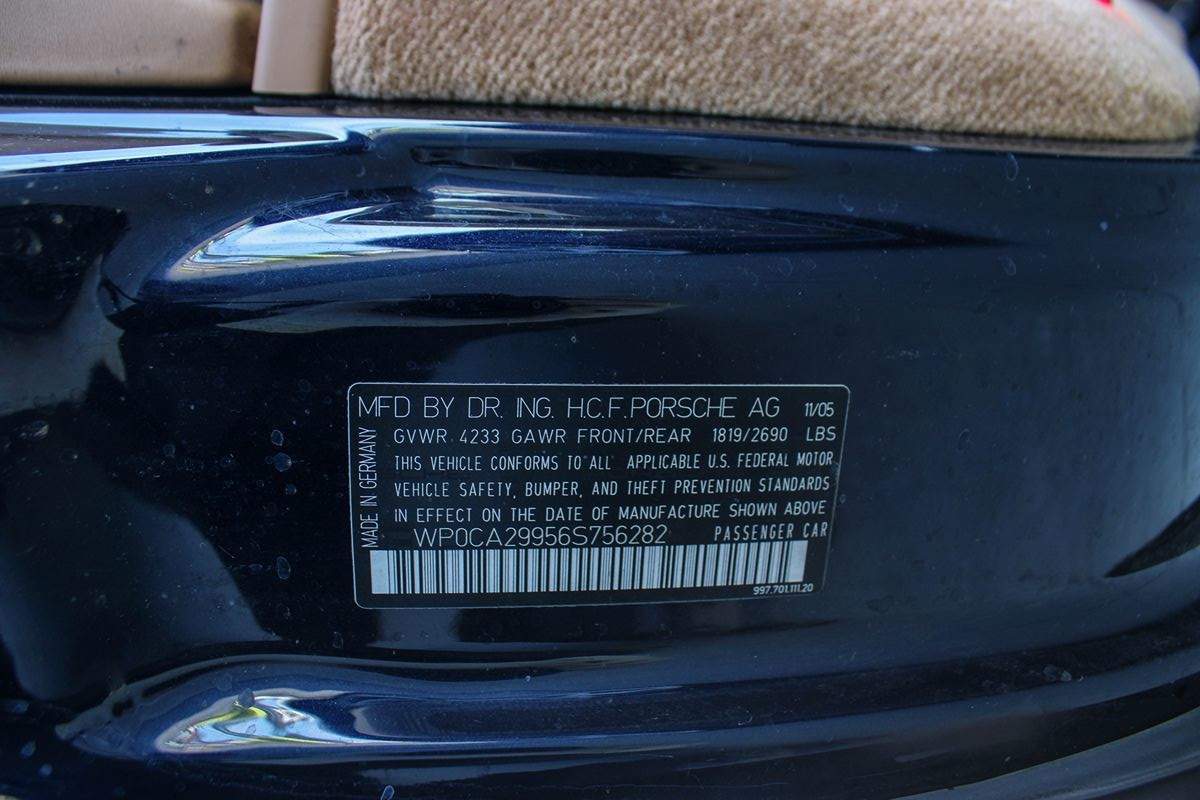 MFD BY DR. ING. H.C.F. PORSCHE AG 11/05
GVWR 4233 GAWR FRONT/REAR 1819/2690 LBS
THIS VEHICLE CONFORMS TO ALL APPLICABLE U.S. FEDERAL MOTOR
VEHICLE SAFETY, BUMPER, AND THEFT PREVENTION STANDARDS
IN EFFECT ON THE DATE OF MANUFACTURE SHOWN ABOVE
WP0CA29956S756282 PASSENGER CAR
997.701.111.20
MADE IN GERMANY